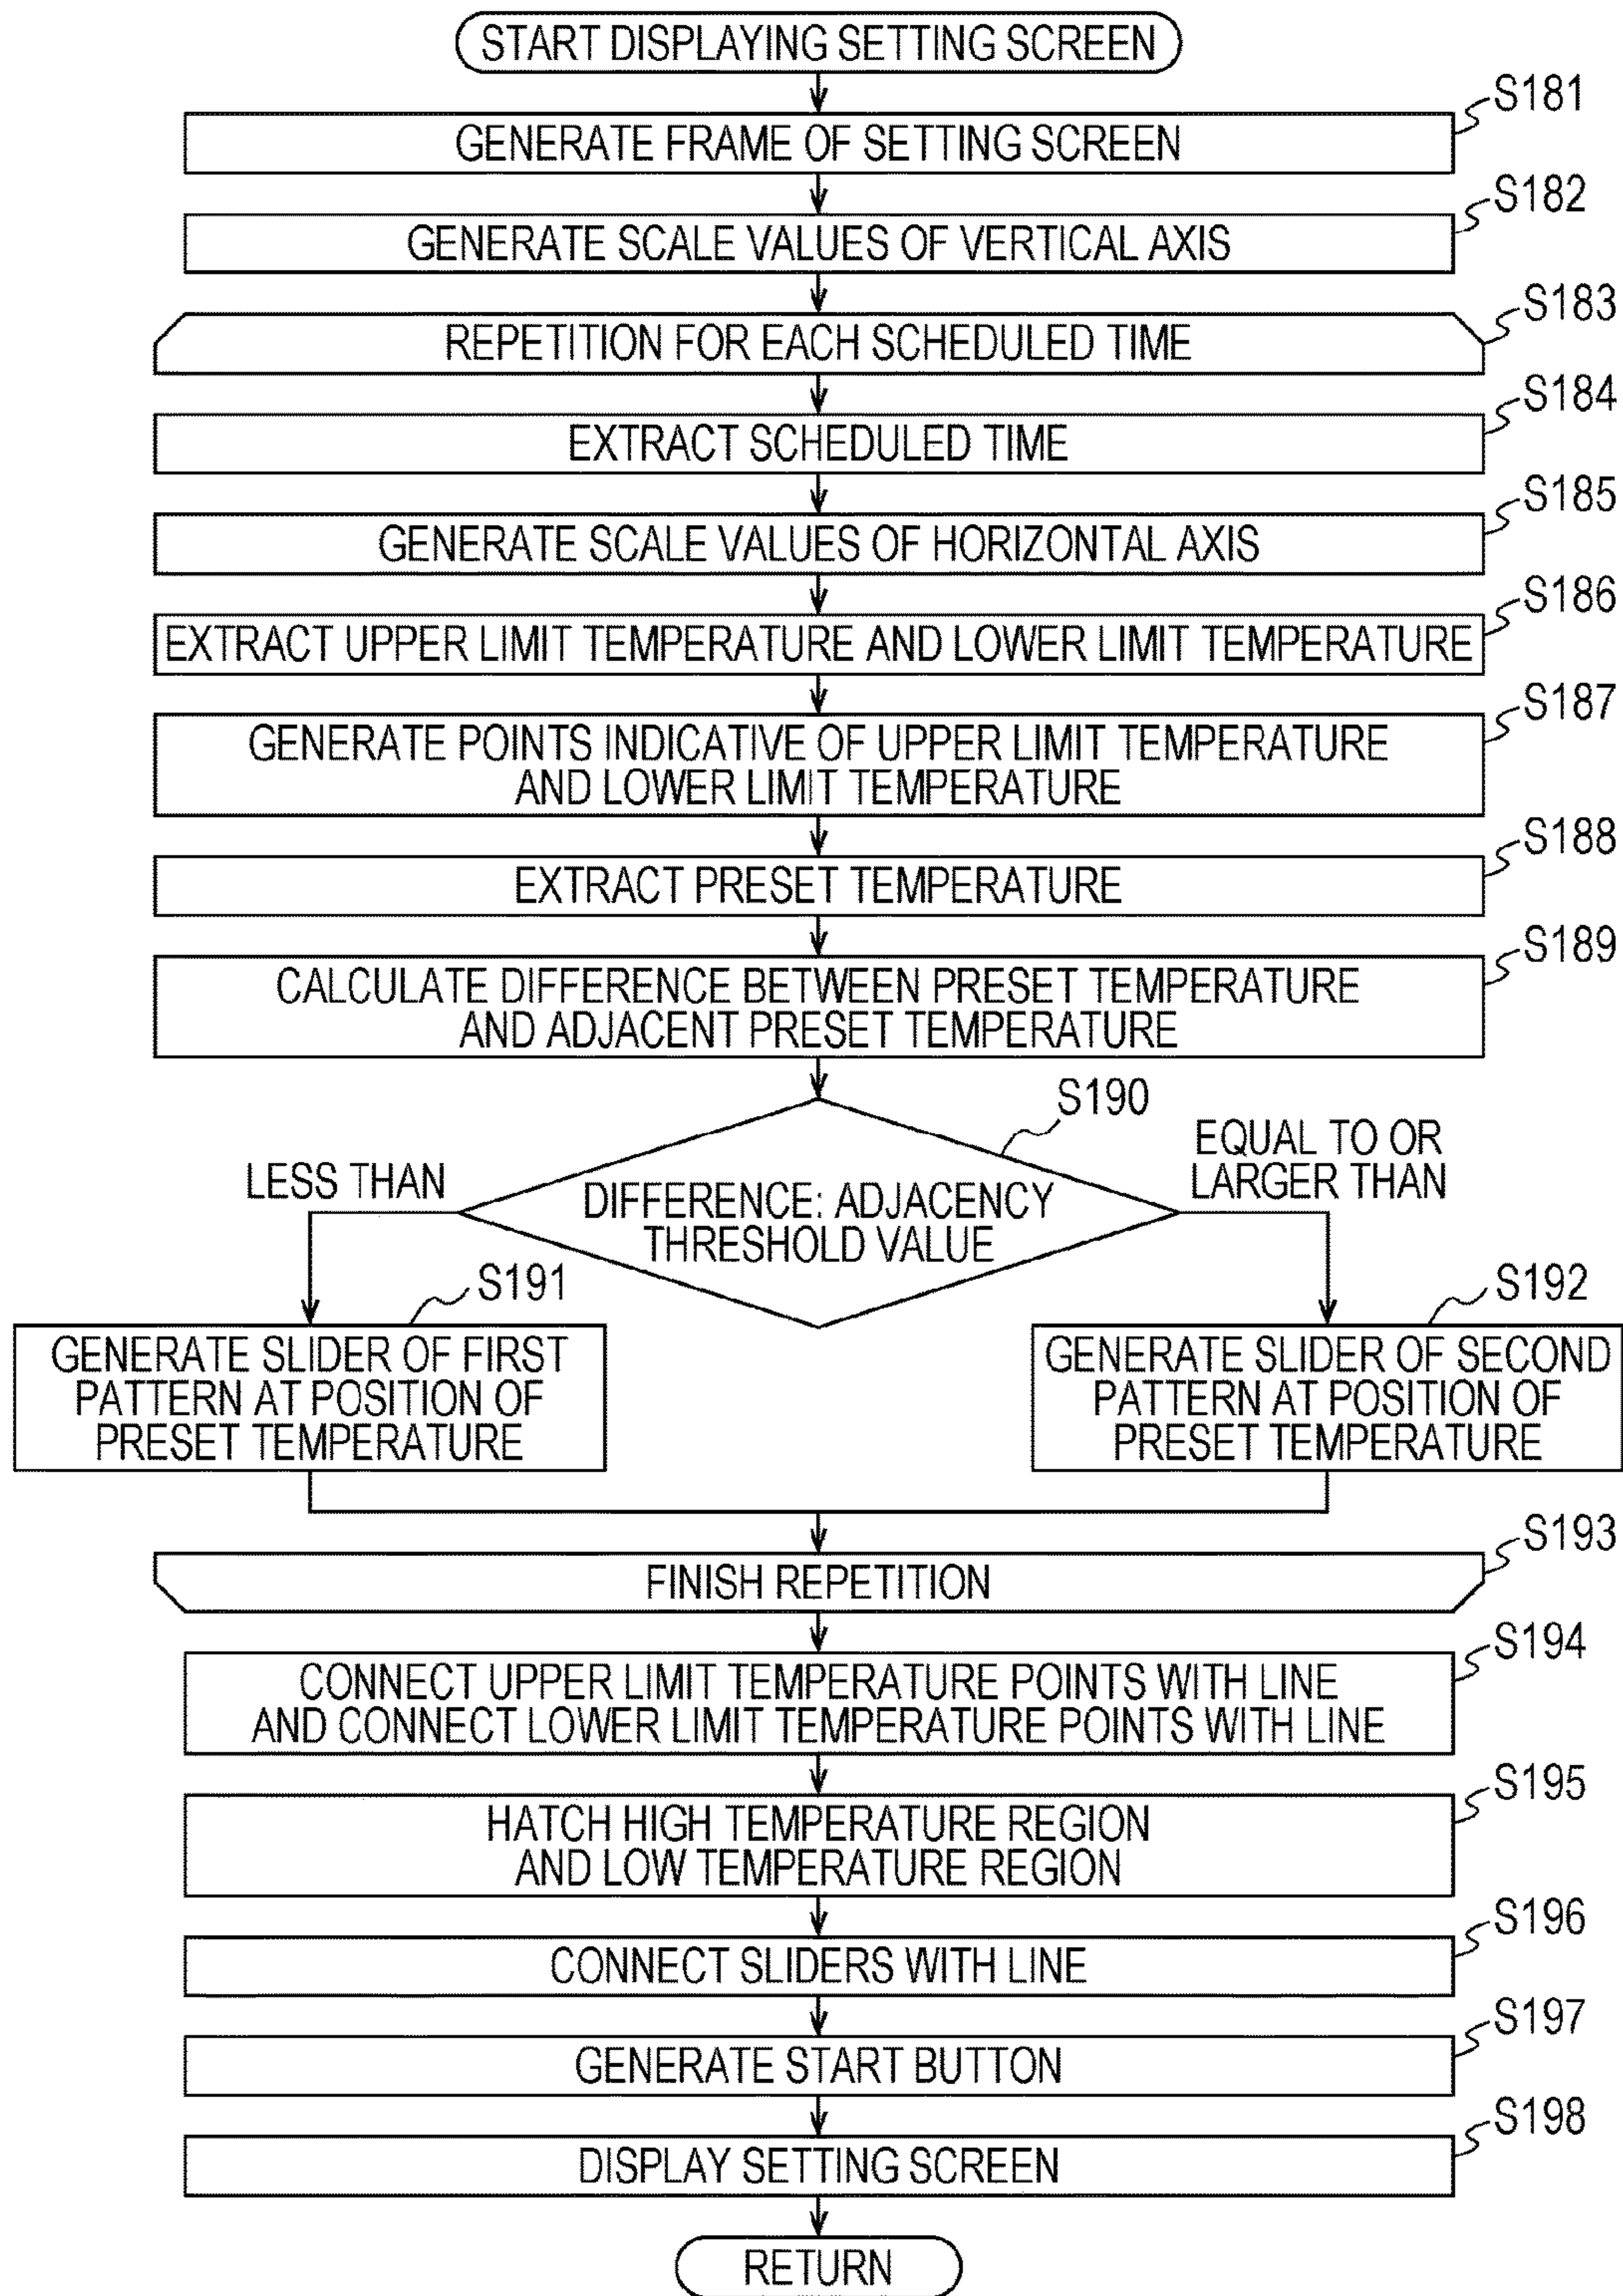 START DISPLAYING SETTING SCREEN
S181
GENERATE FRAME OF SETTING SCREEN
S182
GENERATE SCALE VALUES OF VERTICAL AXIS
S183
REPETITION FOR EACH SCHEDULED TIME
S184
EXTRACT SCHEDULED TIME
S185
GENERATE SCALE VALUES OF HORIZONTAL AXIS
S186
EXTRACT UPPER LIMIT TEMPERATURE AND LOWER LIMIT TEMPERATURE
S187
GENERATE POINTS INDICATIVE OF UPPER LIMIT TEMPERATURE
AND LOWER LIMIT TEMPERATURE
S188
EXTRACT PRESET TEMPERATURE
S189
CALCULATE DIFFERENCE BETWEEN PRESET TEMPERATURE
AND ADJACENT PRESET TEMPERATURE
S190
LESS THAN
EQUAL TO OR
LARGER THAN
DIFFERENCE: ADJACENCY
THRESHOLD VALUE
S191
GENERATE SLIDER OF FIRST
PATTERN AT POSITION OF
PRESET TEMPERATURE
S192
GENERATE SLIDER OF SECOND
PATTERN AT POSITION OF
PRESET TEMPERATURE
S193
FINISH REPETITION
S194
CONNECT UPPER LIMIT TEMPERATURE POINTS WITH LINE
AND CONNECT LOWER LIMIT TEMPERATURE POINTS WITH LINE
S195
HATCH HIGH TEMPERATURE REGION
AND LOW TEMPERATURE REGION
S196
CONNECT SLIDERS WITH LINE
S197
GENERATE START BUTTON
S198
DISPLAY SETTING SCREEN
RETURN